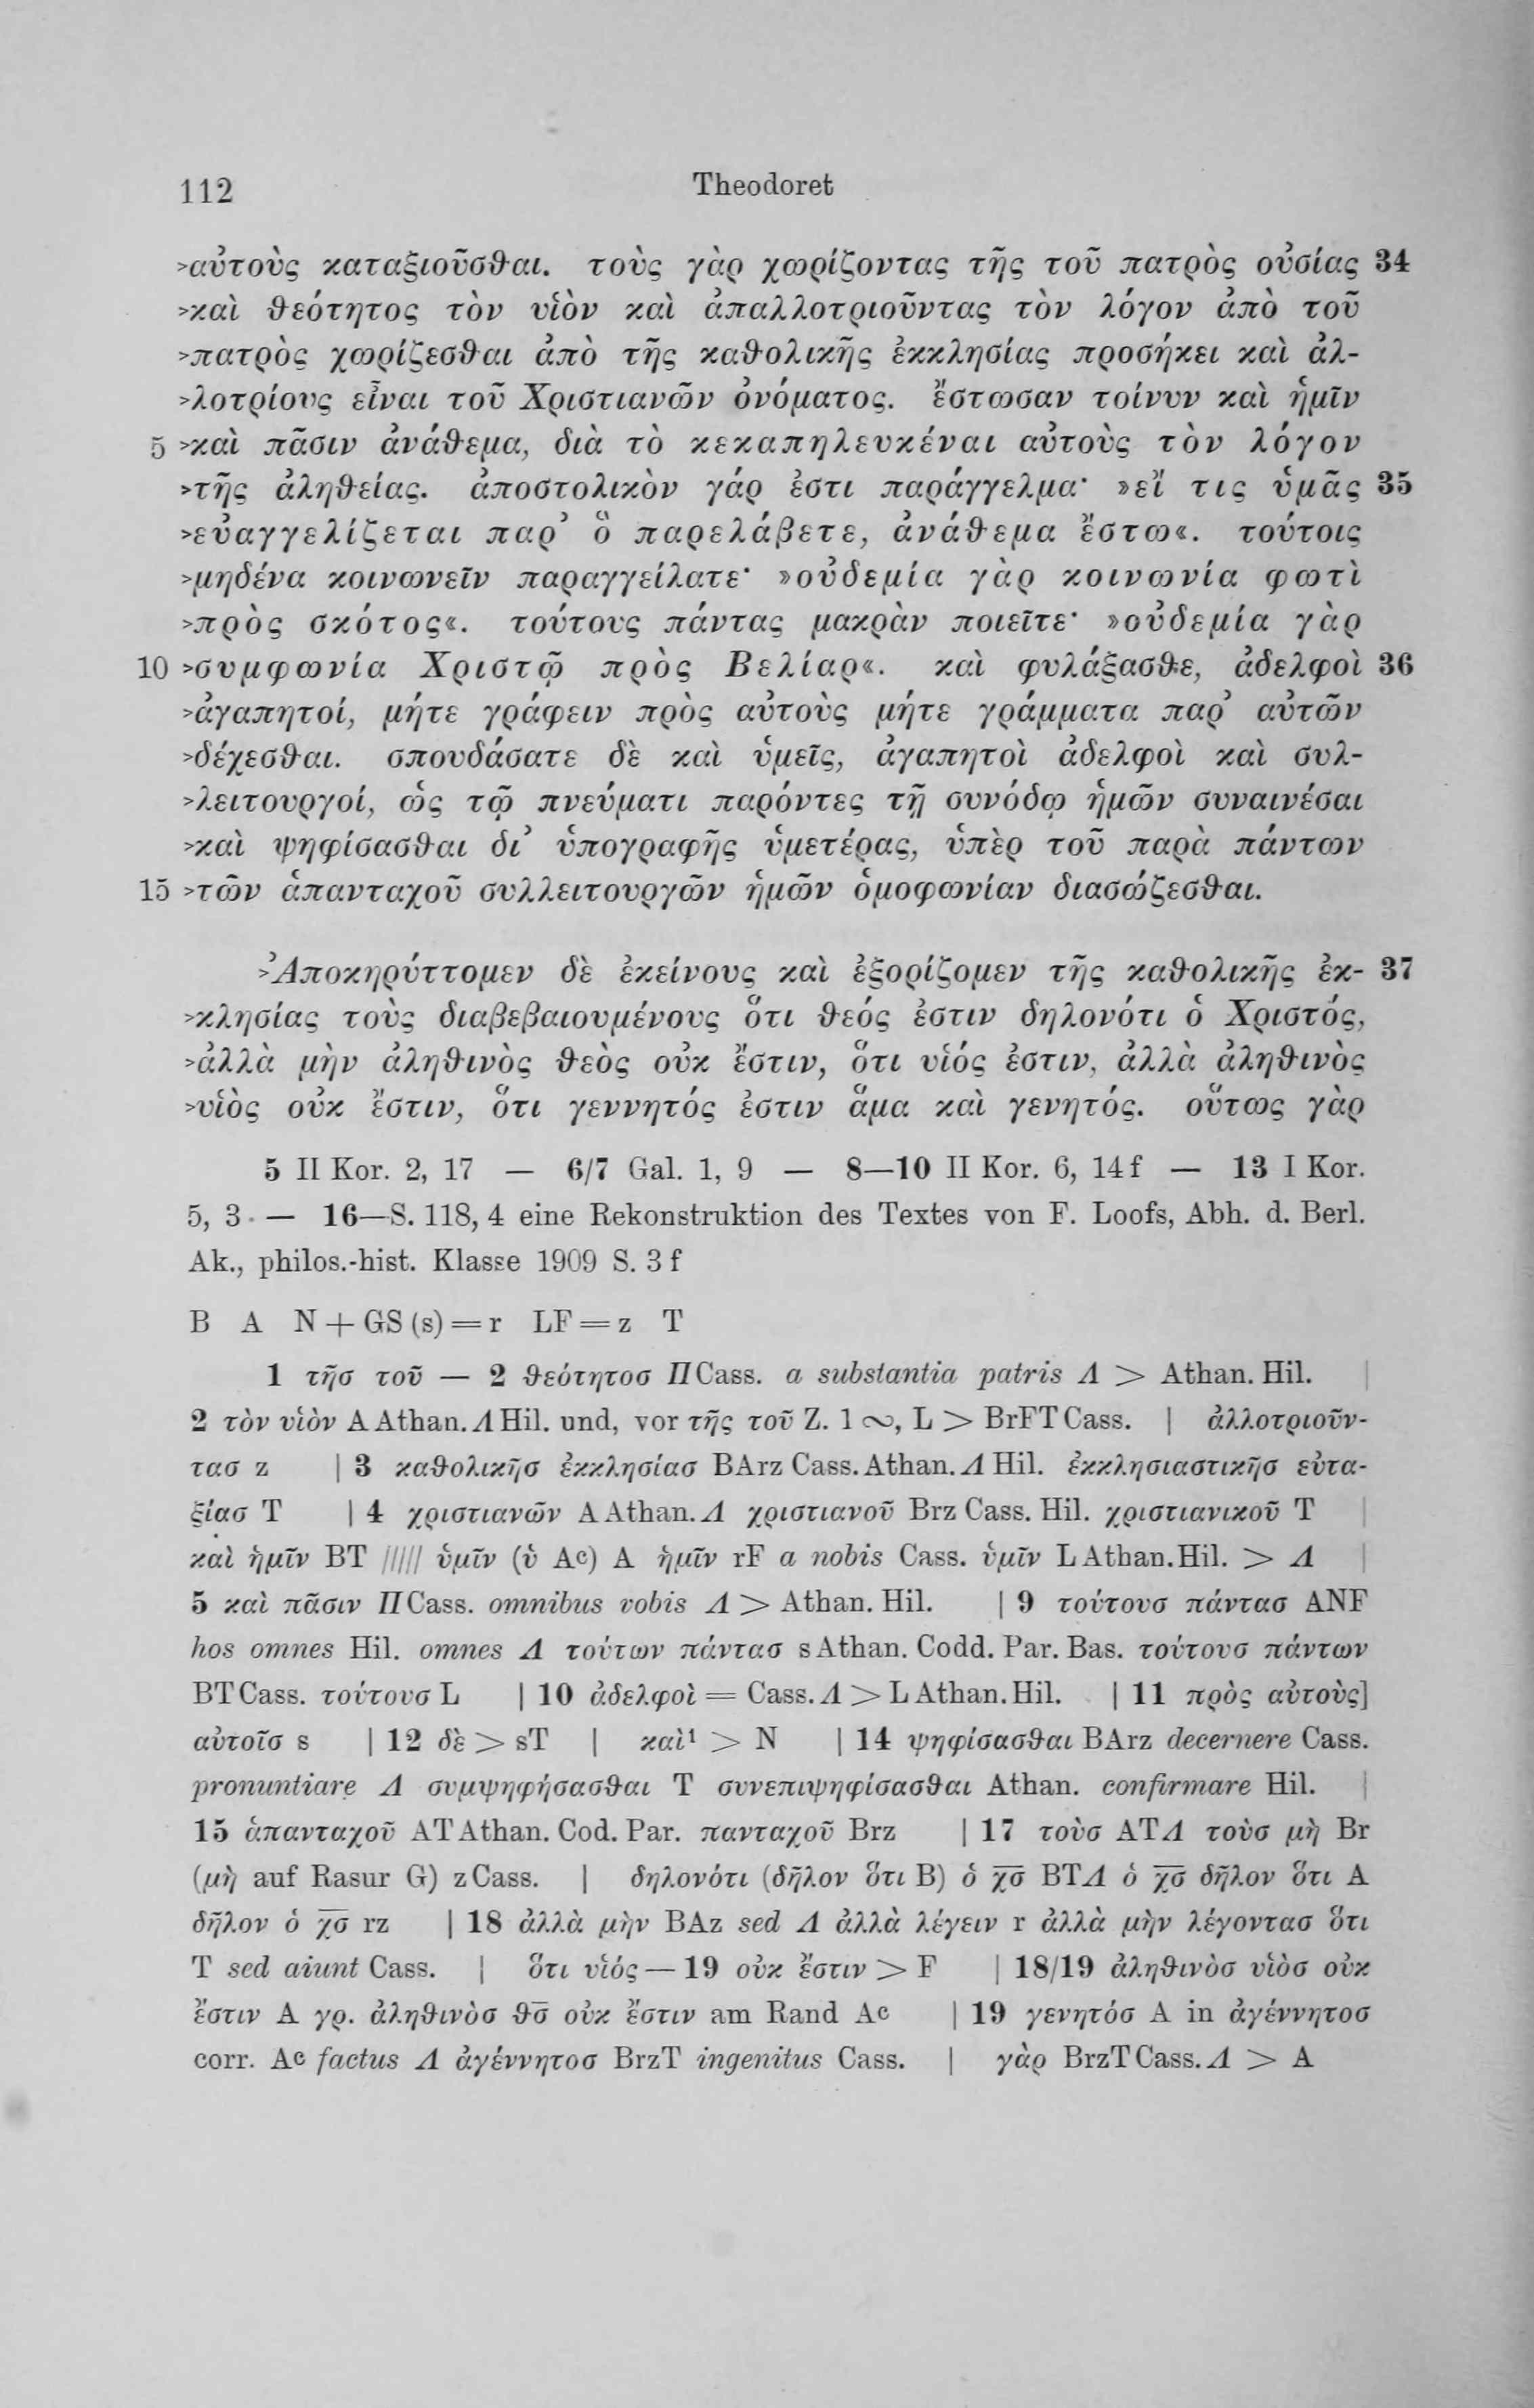 112 Theodoret
>αὐτοὺς καταξιοῦσθαι. τοὺς γὰρ χωρίζοντας τῆς τοῦ πατρὸς οὐσίας 34
>καὶ θεότητος τὸν υἱὸν καὶ ἀπαλλοτριοῦντας τὸν λόγον ἀπὸ τοῦ
>πατρὸς χωρίζεσθαι ἀπὸ τῆς καθολικῆς ἐκκλησίας προσήκει καὶ ἀλ-
>λοτρίους εἶναι τοῦ Χριστιανῶν ὀνόματος. ἔστωσαν τοίνυν καὶ ἡμῖν
5 >καὶ πᾶσιν ἀνάθεμα, διὰ τὸ κεκαπηλευκέναι αὐτοὺς τὸν λόγον
>τῆς ἀληθείας. ἀποστολικὸν γάρ ἐστι παράγγελμα· »εἴ τις ὑμᾶς 35
>εὐαγγελίζεται παρ’ ὃ παρελάβετε, ἀνάθεμα ἔστω«. τούτοις
>μηδένα κοινωνεῖν παραγγείλατε· »οὐδεμία γὰρ κοινωνία φωτὶ
>πρὸς σκότος«. τούτους πάντας μακρὰν ποιεῖτε· »οὐδεμία γὰρ
10 >συμφωνία Χριστῷ πρὸς Βελίαρ«. καὶ φυλάξασθε, ἀδελφοὶ 36
>ἀγαπητοί, μήτε γράφειν πρὸς αὐτοὺς μήτε γράμματα παρ’ αὐτῶν
>δέχεσθαι. σπουδάσατε δὲ καὶ ὑμεῖς, ἀγαπητοὶ ἀδελφοὶ καὶ συλ-
>λειτουργοί, ὡς τῷ πνεύματι παρόντες τῇ συνόδῳ ἡμῶν συναινέσαι
>καὶ ψηφίσασθαι δι’ ὑπογραφῆς ὑμετέρας, ὑπὲρ τοῦ παρὰ πάντων
15 >τῶν ἁπανταχοῦ συλλειτουργῶν ἡμῶν ὁμοφωνίαν διασώζεσθαι.
>Ἀποκηρύττομεν δὲ ἐκείνους καὶ ἐξορίζομεν τῆς καθολικῆς ἐκ- 37
>κλησίας τοὺς διαβεβαιουμένους ὅτι θεός ἐστιν δηλονότι ὁ Χριστός,
>ἀλλὰ μὴν ἀληθινὸς θεὸς οὐκ ἔστιν, ὅτι υἱός ἐστιν, ἀλλὰ ἀληθινὸς
>υἱὸς οὐκ ἔστιν, ὅτι γεννητός ἐστιν ἅμα καὶ γενητός. οὕτως γὰρ
5 II Kor. 2, 17 — 6/7 Gal. 1, 9 — 8—10 II Kor. 6, 14 f — 13 I Kor.
5, 3 — 16—S. 118, 4 eine Rekonstruktion des Textes von F. Loofs, Abh. d. Berl.
Ak., philos.-hist. Klasse 1909 S. 3 f
B A N + GS (s) = r LF = z T
1 τῆσ τοῦ — 2 θεότητοσ Π Cass. a substantia patris Λ > Athan. Hil. |
2 τὸν υἱὸν A Athan. Λ Hil. und, vor τῆς τοῦ Z. 1 ∾, L > BrFT Cass. | ἀλλοτριοῦν-
τασ z | 3 καθολικῆσ ἐκκλησίασ BArz Cass. Athan. Λ Hil. ἐκκλησιαστικῆσ εὐτα-
ξίασ T | 4 χριστιανῶν A Athan. Λ χριστιανοῦ Brz Cass. Hil. χριστιανικοῦ T |
καὶ ἡμῖν BT ///// ὑμῖν (ὑ Aᶜ) A ἡμῖν rF a nobis Cass. ὑμῖν L Athan. Hil. > Λ |
5 καὶ πᾶσιν Π Cass. omnibus vobis Λ > Athan. Hil. | 9 τούτουσ πάντασ ANF
hos omnes Hil. omnes Λ τούτων πάντασ s Athan. Codd. Par. Bas. τούτουσ πάντων
BT Cass. τούτουσ L | 10 ἀδελφοὶ = Cass. Λ > L Athan. Hil. | 11 πρὸς αὐτοὺς]
αὐτοῖσ s | 12 δὲ > sT | καὶ¹ > N | 14 ψηφίσασθαι BArz decernere Cass.
pronuntiare Λ συμψηφήσασθαι T συνεπιψηφίσασθαι Athan. confirmare Hil. |
15 ἁπανταχοῦ AT Athan. Cod. Par. πανταχοῦ Brz | 17 τοὺσ ATΛ τοὺσ μὴ Br
(μὴ auf Rasur G) z Cass. | δηλονότι (δῆλον ὅτι B) ὁ χ̅σ̅ BTΛ ὁ χ̅σ̅ δῆλον ὅτι A
δῆλον ὁ χ̅σ̅ rz | 18 ἀλλὰ μὴν BAz sed Λ ἀλλὰ λέγειν r ἀλλὰ μὴν λέγοντασ ὅτι
T sed aiunt Cass. | ὅτι υἱός — 19 οὐκ ἔστιν > F | 18/19 ἀληθινὸσ υἱὸσ οὐκ
ἔστιν A γρ. ἀληθινὸσ θ̅σ̅ οὐκ ἔστιν am Rand Aᶜ | 19 γενητόσ A in ἀγέννητοσ
corr. Aᶜ factus Λ ἀγέννητοσ BrzT ingenitus Cass. | γὰρ BrzT Cass. Λ > A